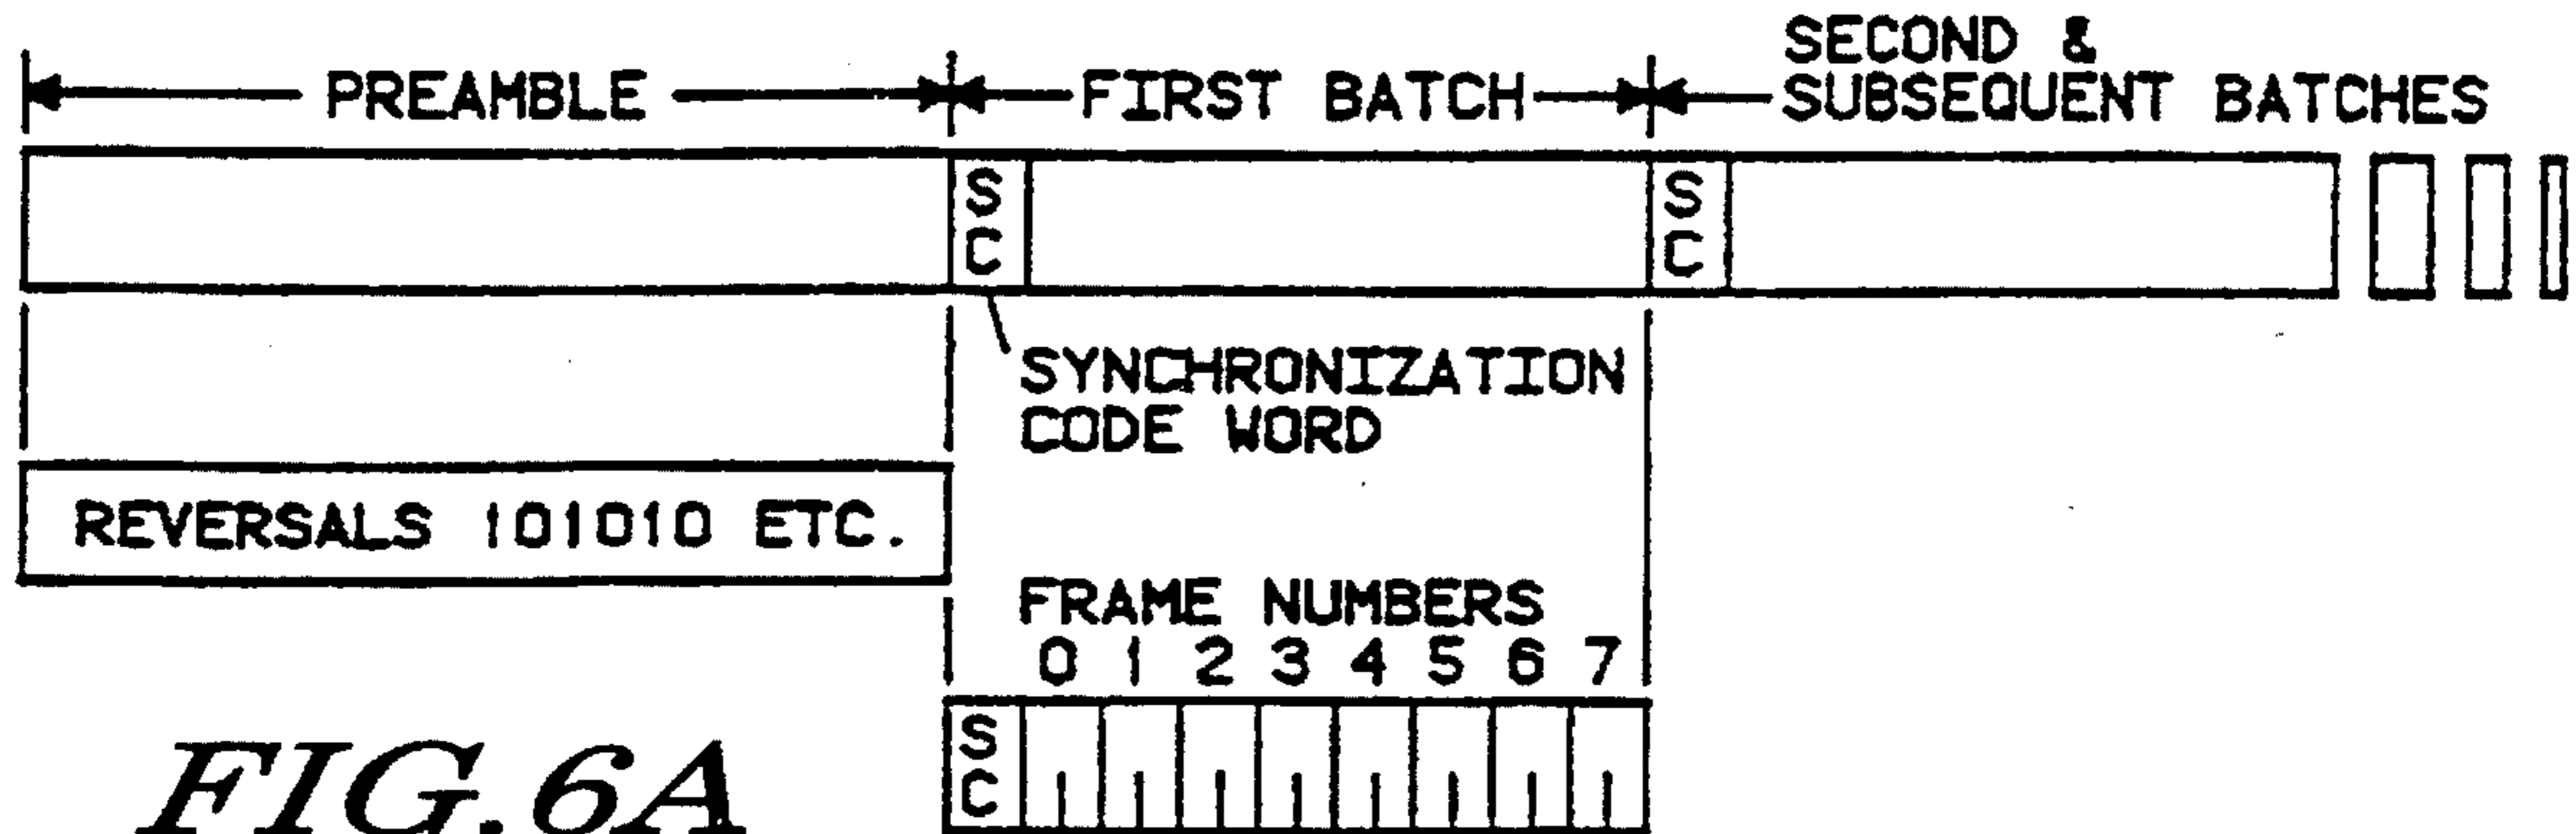 PREAMBLE
FIRST BATCH
SECOND &
SUBSEQUENT BATCHES
S
C
S
C
SYNCHRONIZATION
CODE WORD
REVERSALS 101010 ETC.
FRAME NUMBERS
0 1 2 3 4 5 6 7
S
C
FIG.6A